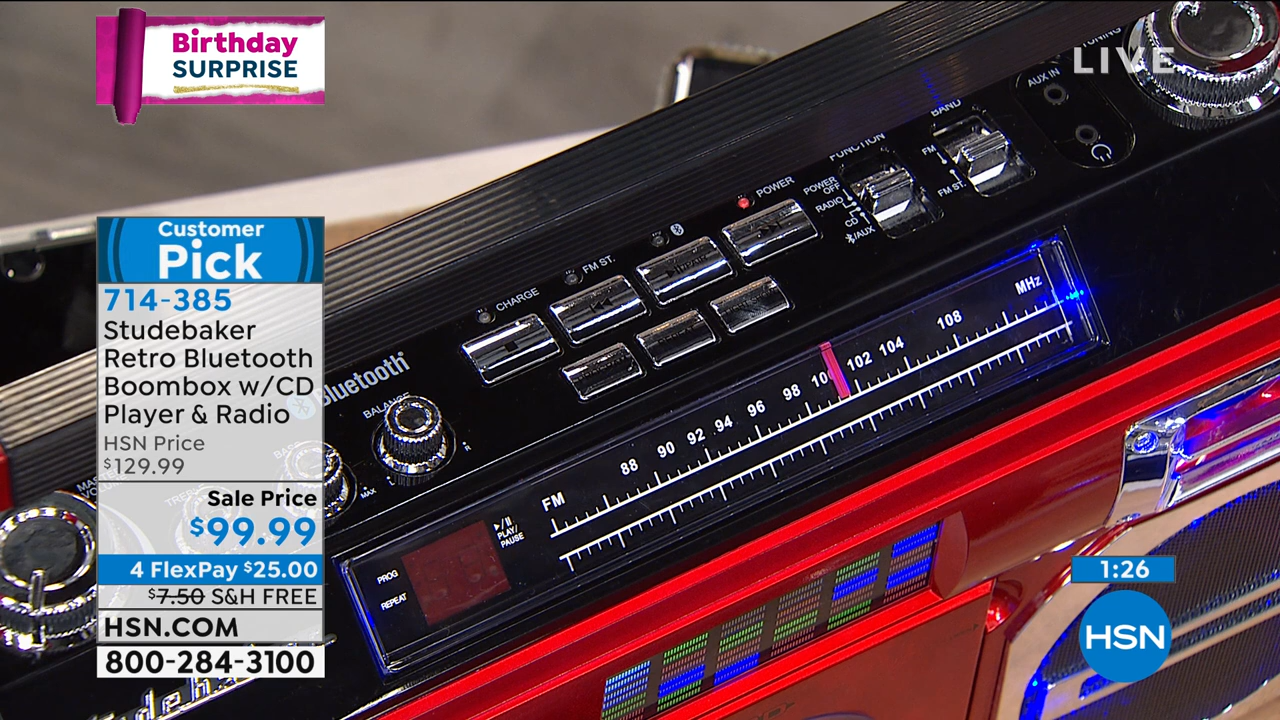 Birthday
SURPRISE
LIVE
Customer
Pick
714-385
Studebaker
Retro Bluetooth
Boombox w/CD
Player & Radio
HSN Price
$129.99
Sale Price
$99.99
4 FlexPay $25.00
$7.50 S&H FREE
HSN.COM
800-284-3100
1:26
HSN
TUNING
AUX IN
BAND
FM
FM ST.
FUNCTION
POWER
OFF
RADIO
CD
/AUX
POWER
FM ST.
CHARGE
Bluetooth
BALANCE
R
MAX
MHz
88 90 92 94 96 98 102 104 108
FM
PLAY/
PAUSE
PROG
REPEAT